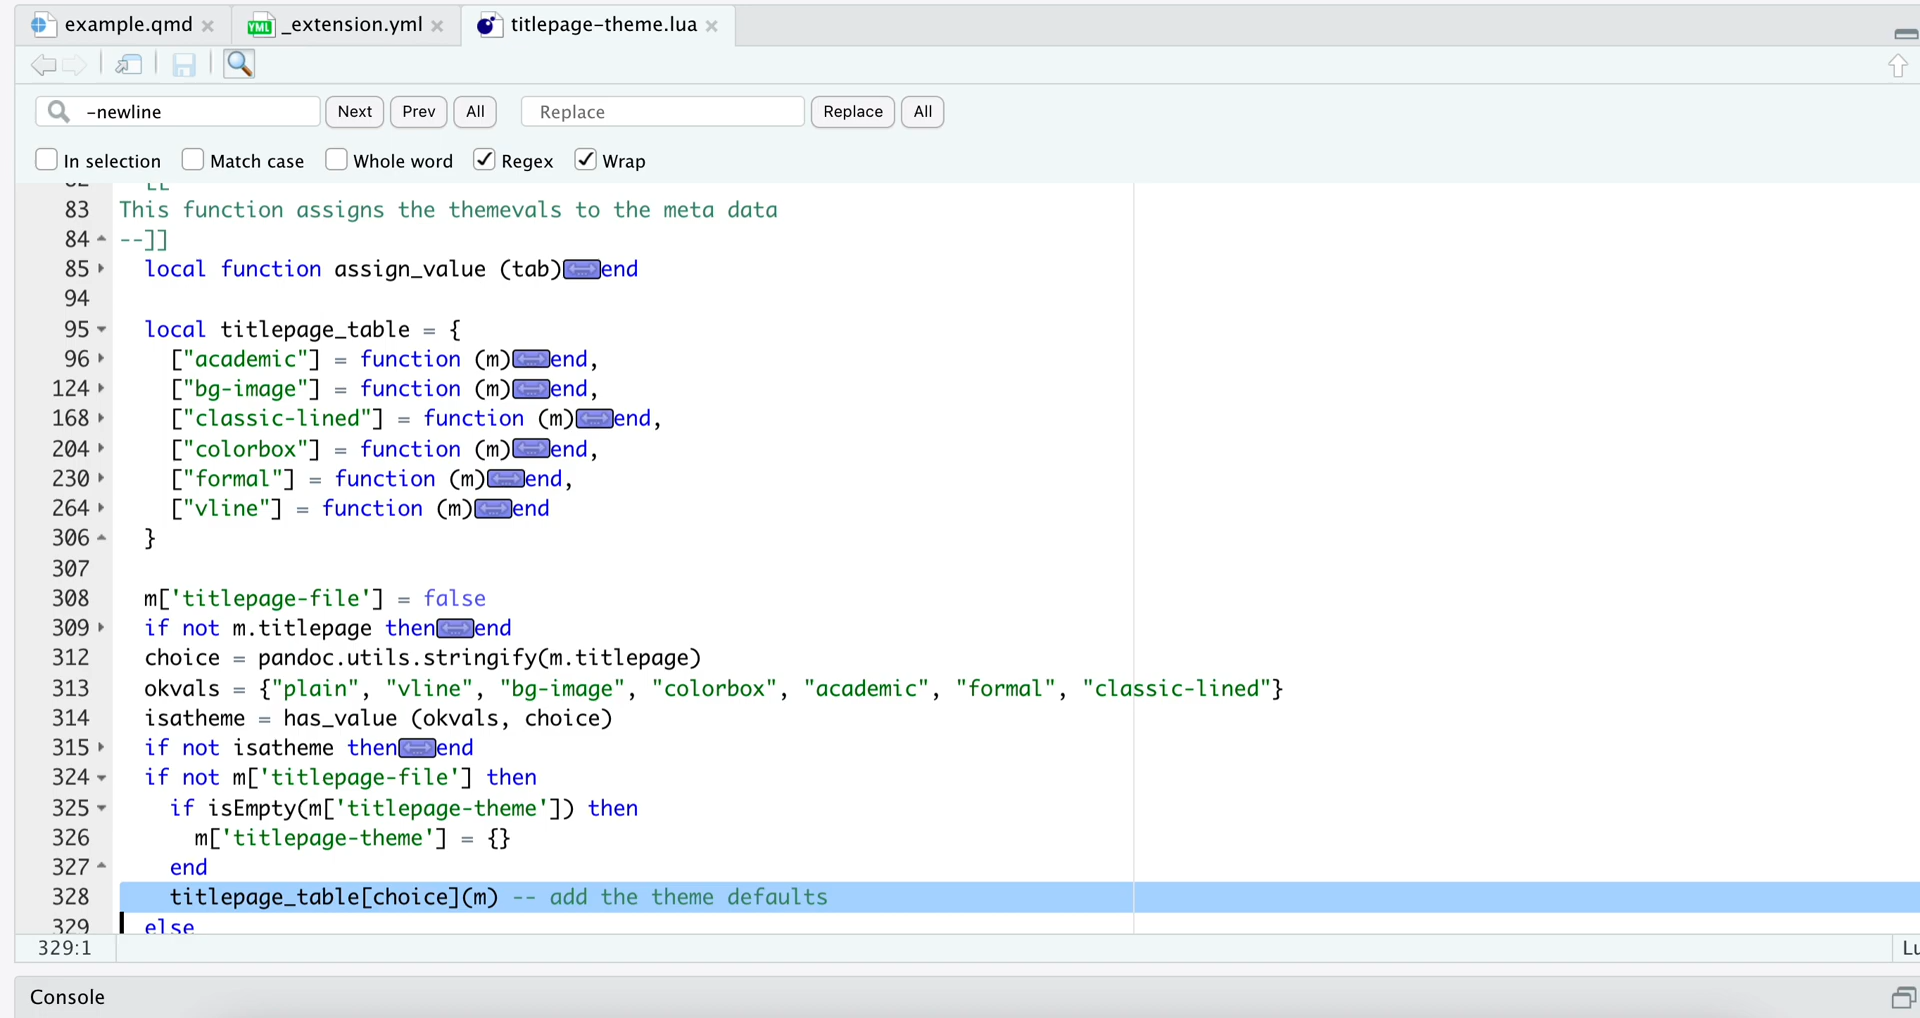 example.qmd × _extension.yml × titlepage-theme.lua ×
-newline Next Prev All Replace Replace All
In selection Match case Whole word Regex Wrap
83 This function assigns the themevals to the meta data
84 --]]
85 local function assign_value (tab)end
94
95 local titlepage_table = {
96 ["academic"] = function (m)end,
124 ["bg-image"] = function (m)end,
168 ["classic-lined"] = function (m)end,
204 ["colorbox"] = function (m)end,
230 ["formal"] = function (m)end,
264 ["vline"] = function (m)end
306 }
307
308 m['titlepage-file'] = false
309 if not m.titlepage thenend
312 choice = pandoc.utils.stringify(m.titlepage)
313 okvals = {"plain", "vline", "bg-image", "colorbox", "academic", "formal", "classic-lined"}
314 isatheme = has_value (okvals, choice)
315 if not isatheme thenend
324 if not m['titlepage-file'] then
325 if isEmpty(m['titlepage-theme']) then
326 m['titlepage-theme'] = {}
327 end
328 titlepage_table[choice](m) -- add the theme defaults
329 else
329:1 Lu
Console